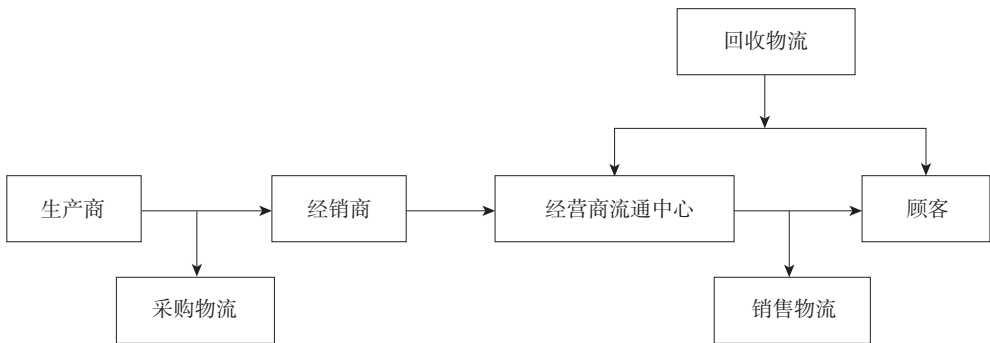 回收物流
生产商
经销商
经营商流通中心
顾客
采购物流
销售物流